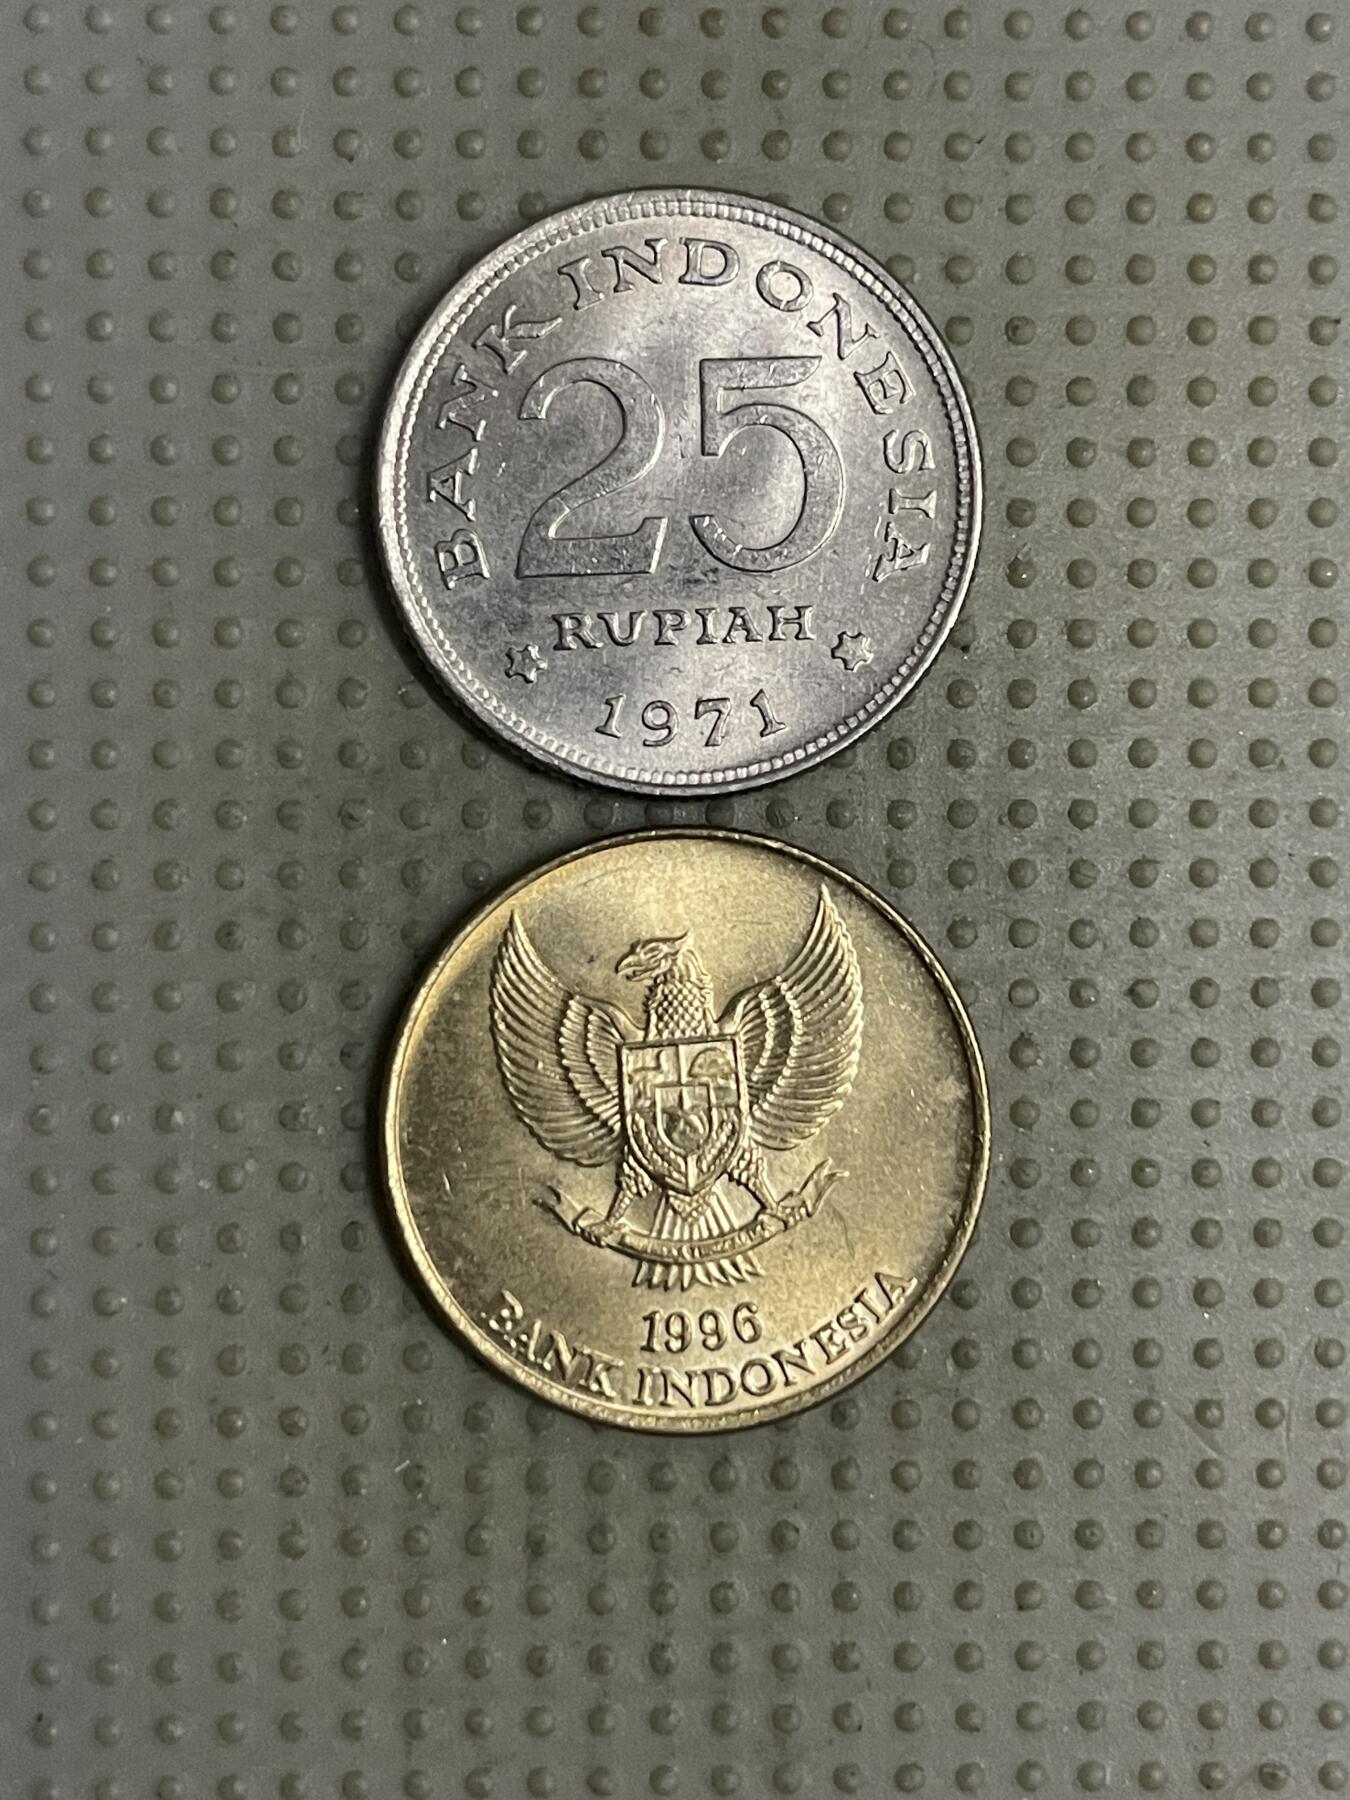 BANK INDONESIA
25
RUPIAH
1971
1996
BANK INDONESIA